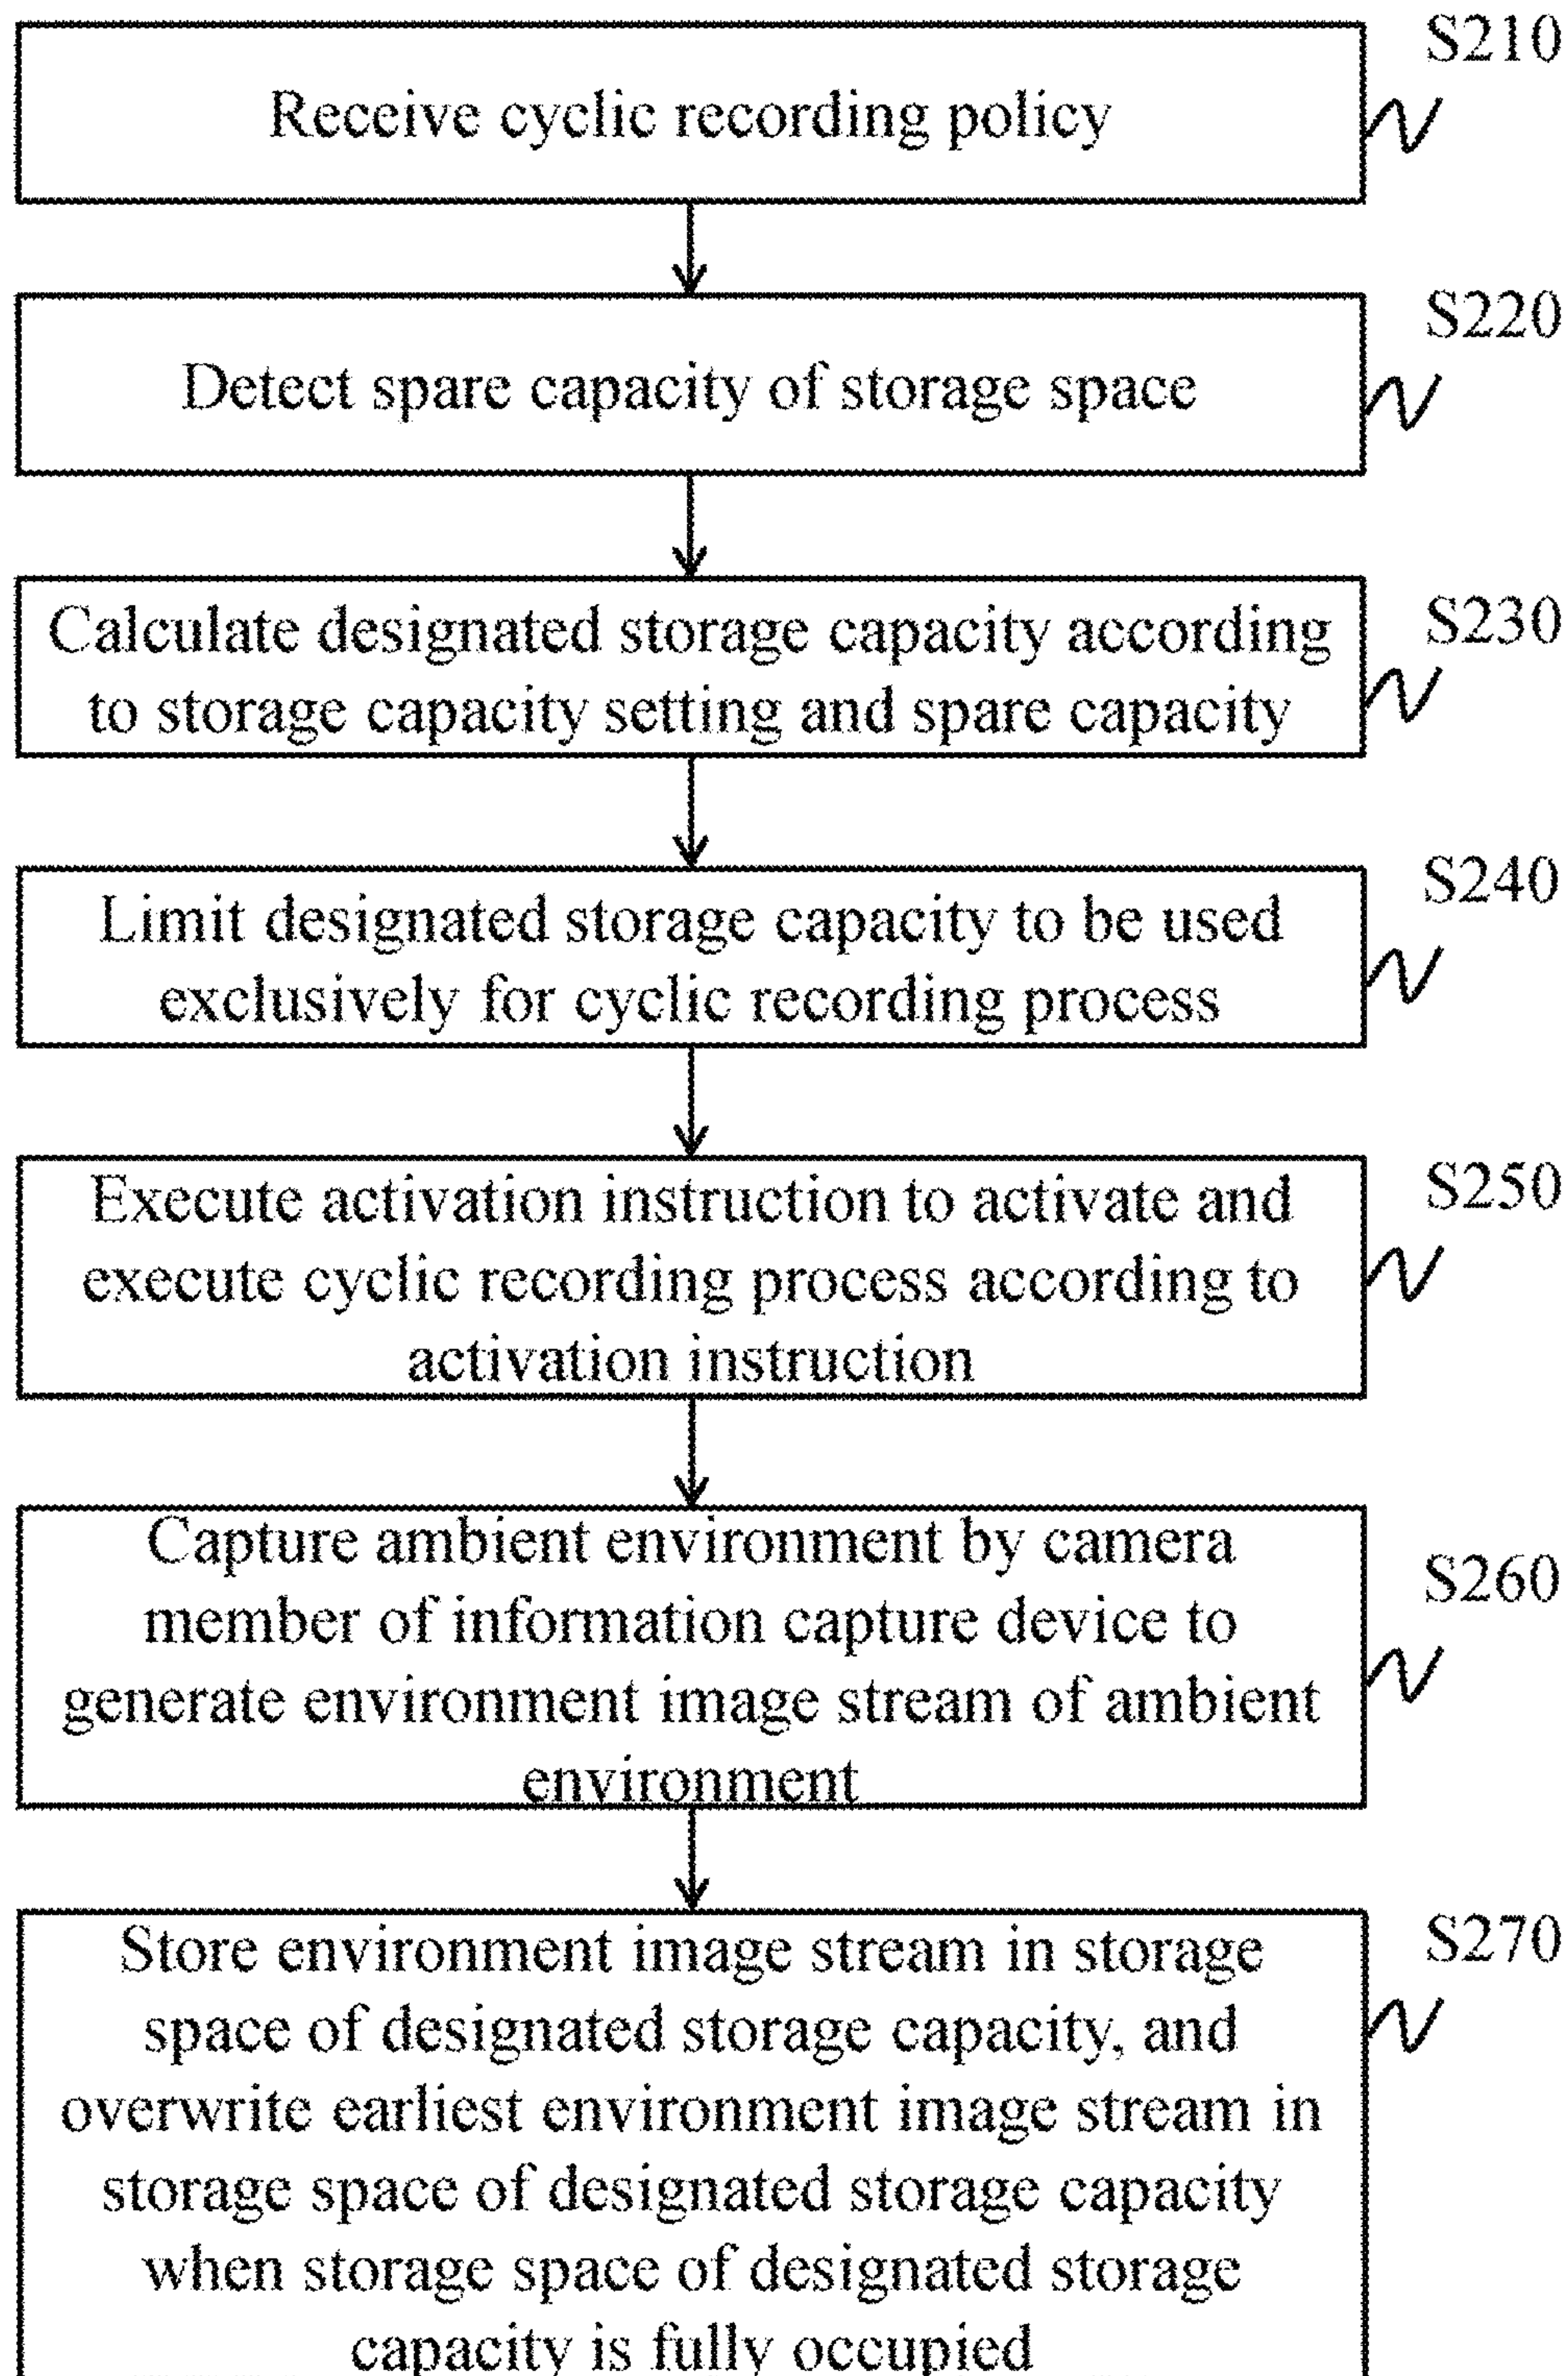 S210
Receive cyclic recording policy
S220
Detect spare capacity of storage space
S230
Calculate designated storage capacity according
to storage capacity setting and spare capacity
S240
Limit designated storage capacity to be used
exclusively for cyclic recording process
S250
Execute activation instruction to activate and
execute cyclic recording process according to
activation instruction
S260
Capture ambient environment by camera
member of information capture device to
generate environment image stream of ambient
environment
S270
Store environment image stream in storage
space of designated storage capacity, and
overwrite earliest environment image stream in
storage space of designated storage capacity
when storage space of designated storage
capacity is fully occupied